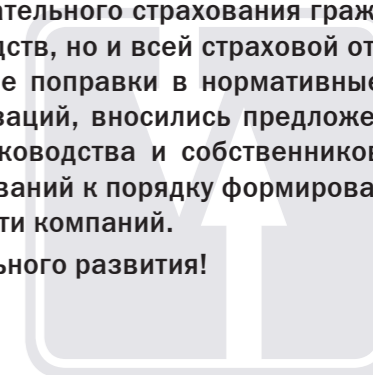 ательного страхования граж
дств, но и всей страховой от
е поправки в нормативные
заций, вносились предложе
ководства и собственников
ваний к порядку формирова
ти компаний.
ьного развития!